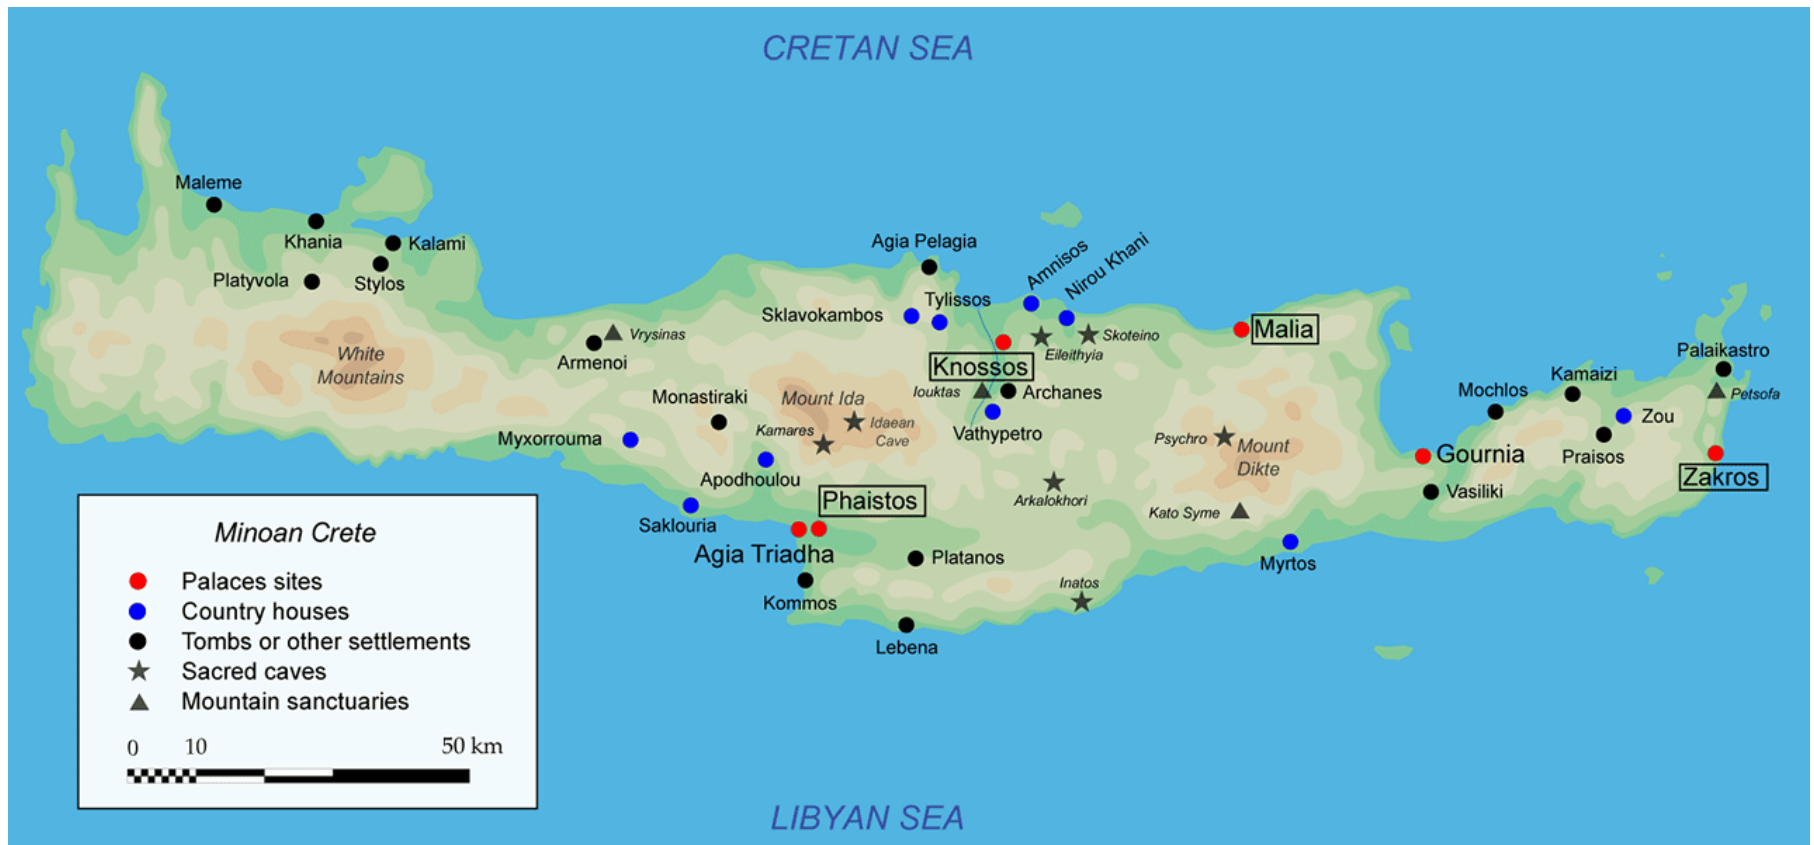 CRETAN SEA
Maleme
Khania
Kalami
Platyvola
Stylos
White
Mountains
Agia Pelagia
Amnisos
Nirou Khani
Sklavokambos
Tylissos
Armenoi
Vrysinas
Eileithyia
Skoteino
Malia
Knossos
Monastiraki
Mount Ida
Iouktas
Archanes
Kamares
Idaean
Cave
Vathypetro
Myxorrouma
Apodhoulou
Psychro
Mount
Dikte
Palaikastro
Kamaizi
Mochlos
Petsofa
Zou
Praisos
Gournia
Zakros
Vasiliki
Arkalokhori
Kato Syme
Phaistos
Saklouria
Agia Triadha
Platanos
Myrtos
Inatos
Kommos
Lebena
Minoan Crete
Palaces sites
Country houses
Tombs or other settlements
Sacred caves
Mountain sanctuaries
0 10 50 km
LIBYAN SEA